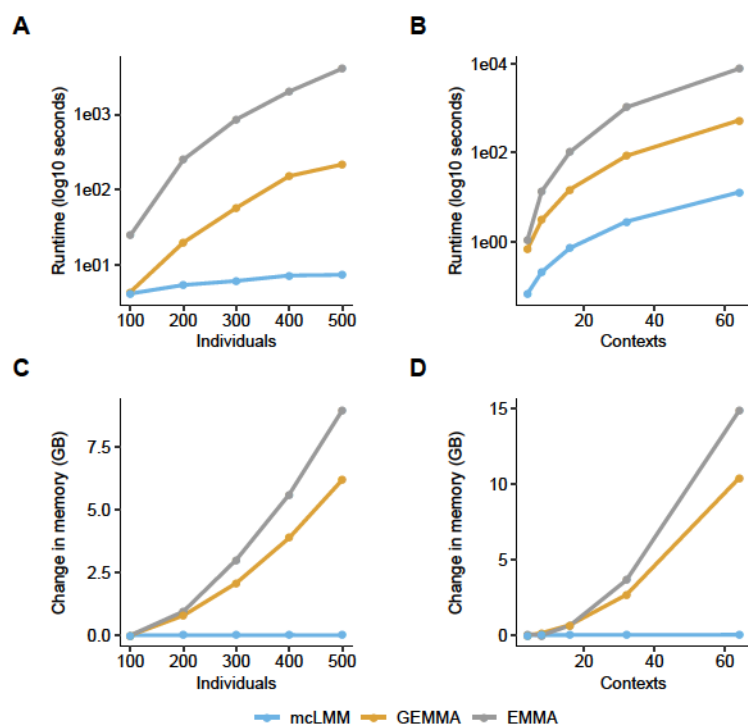 A
Runtime (log10 seconds)
1e03
1e02
1e01
100 200 300 400 500
Individuals
B
Runtime (log10 seconds)
1e04
1e02
1e00
20 40 60
Contexts
C
Change in memory (GB)
7.5
5.0
2.5
0.0
100 200 300 400 500
Individuals
D
Change in memory (GB)
15
10
5
0
20 40 60
Contexts
mcLMM GEMMA EMMA